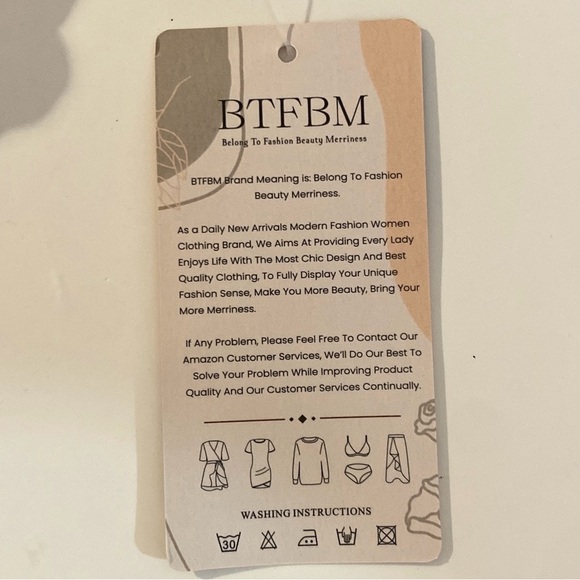 BTFBM
Belong To Fashion Beauty Merriness
BTFBM Brand Meaning is: Belong To Fashion
Beauty Merriness.
As a Daily New Arrivals Modern Fashion Women
Clothing Brand, We Aims At Providing Every Lady
Enjoys Life With The Most Chic Design And Best
Quality Clothing, To Fully Display Your Unique
Fashion Sense, Make You More Beauty, Bring Your
More Merriness.
If Any Problem, Please Feel Free To Contact Our
Amazon Customer Services, We'll Do Our Best To
Solve Your Problem While Improving Product
Quality And Our Customer Services Continually.
WASHING INSTRUCTIONS
30